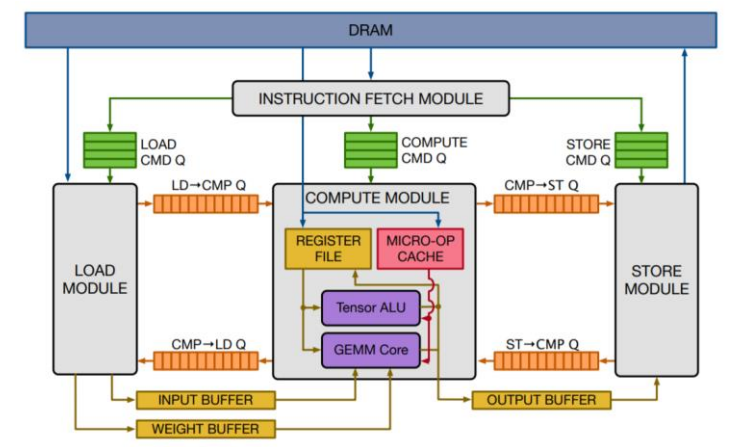 DRAM
INSTRUCTION FETCH MODULE
LOAD
CMD Q
COMPUTE
CMD Q
STORE
CMD Q
LD→CMP Q
COMPUTE MODULE
CMP→ST Q
REGISTER
FILE
MICRO-OP
CACHE
LOAD
MODULE
Tensor ALU
STORE
MODULE
CMP→LD Q
GEMM Core
ST→CMP Q
INPUT BUFFER
OUTPUT BUFFER
WEIGHT BUFFER